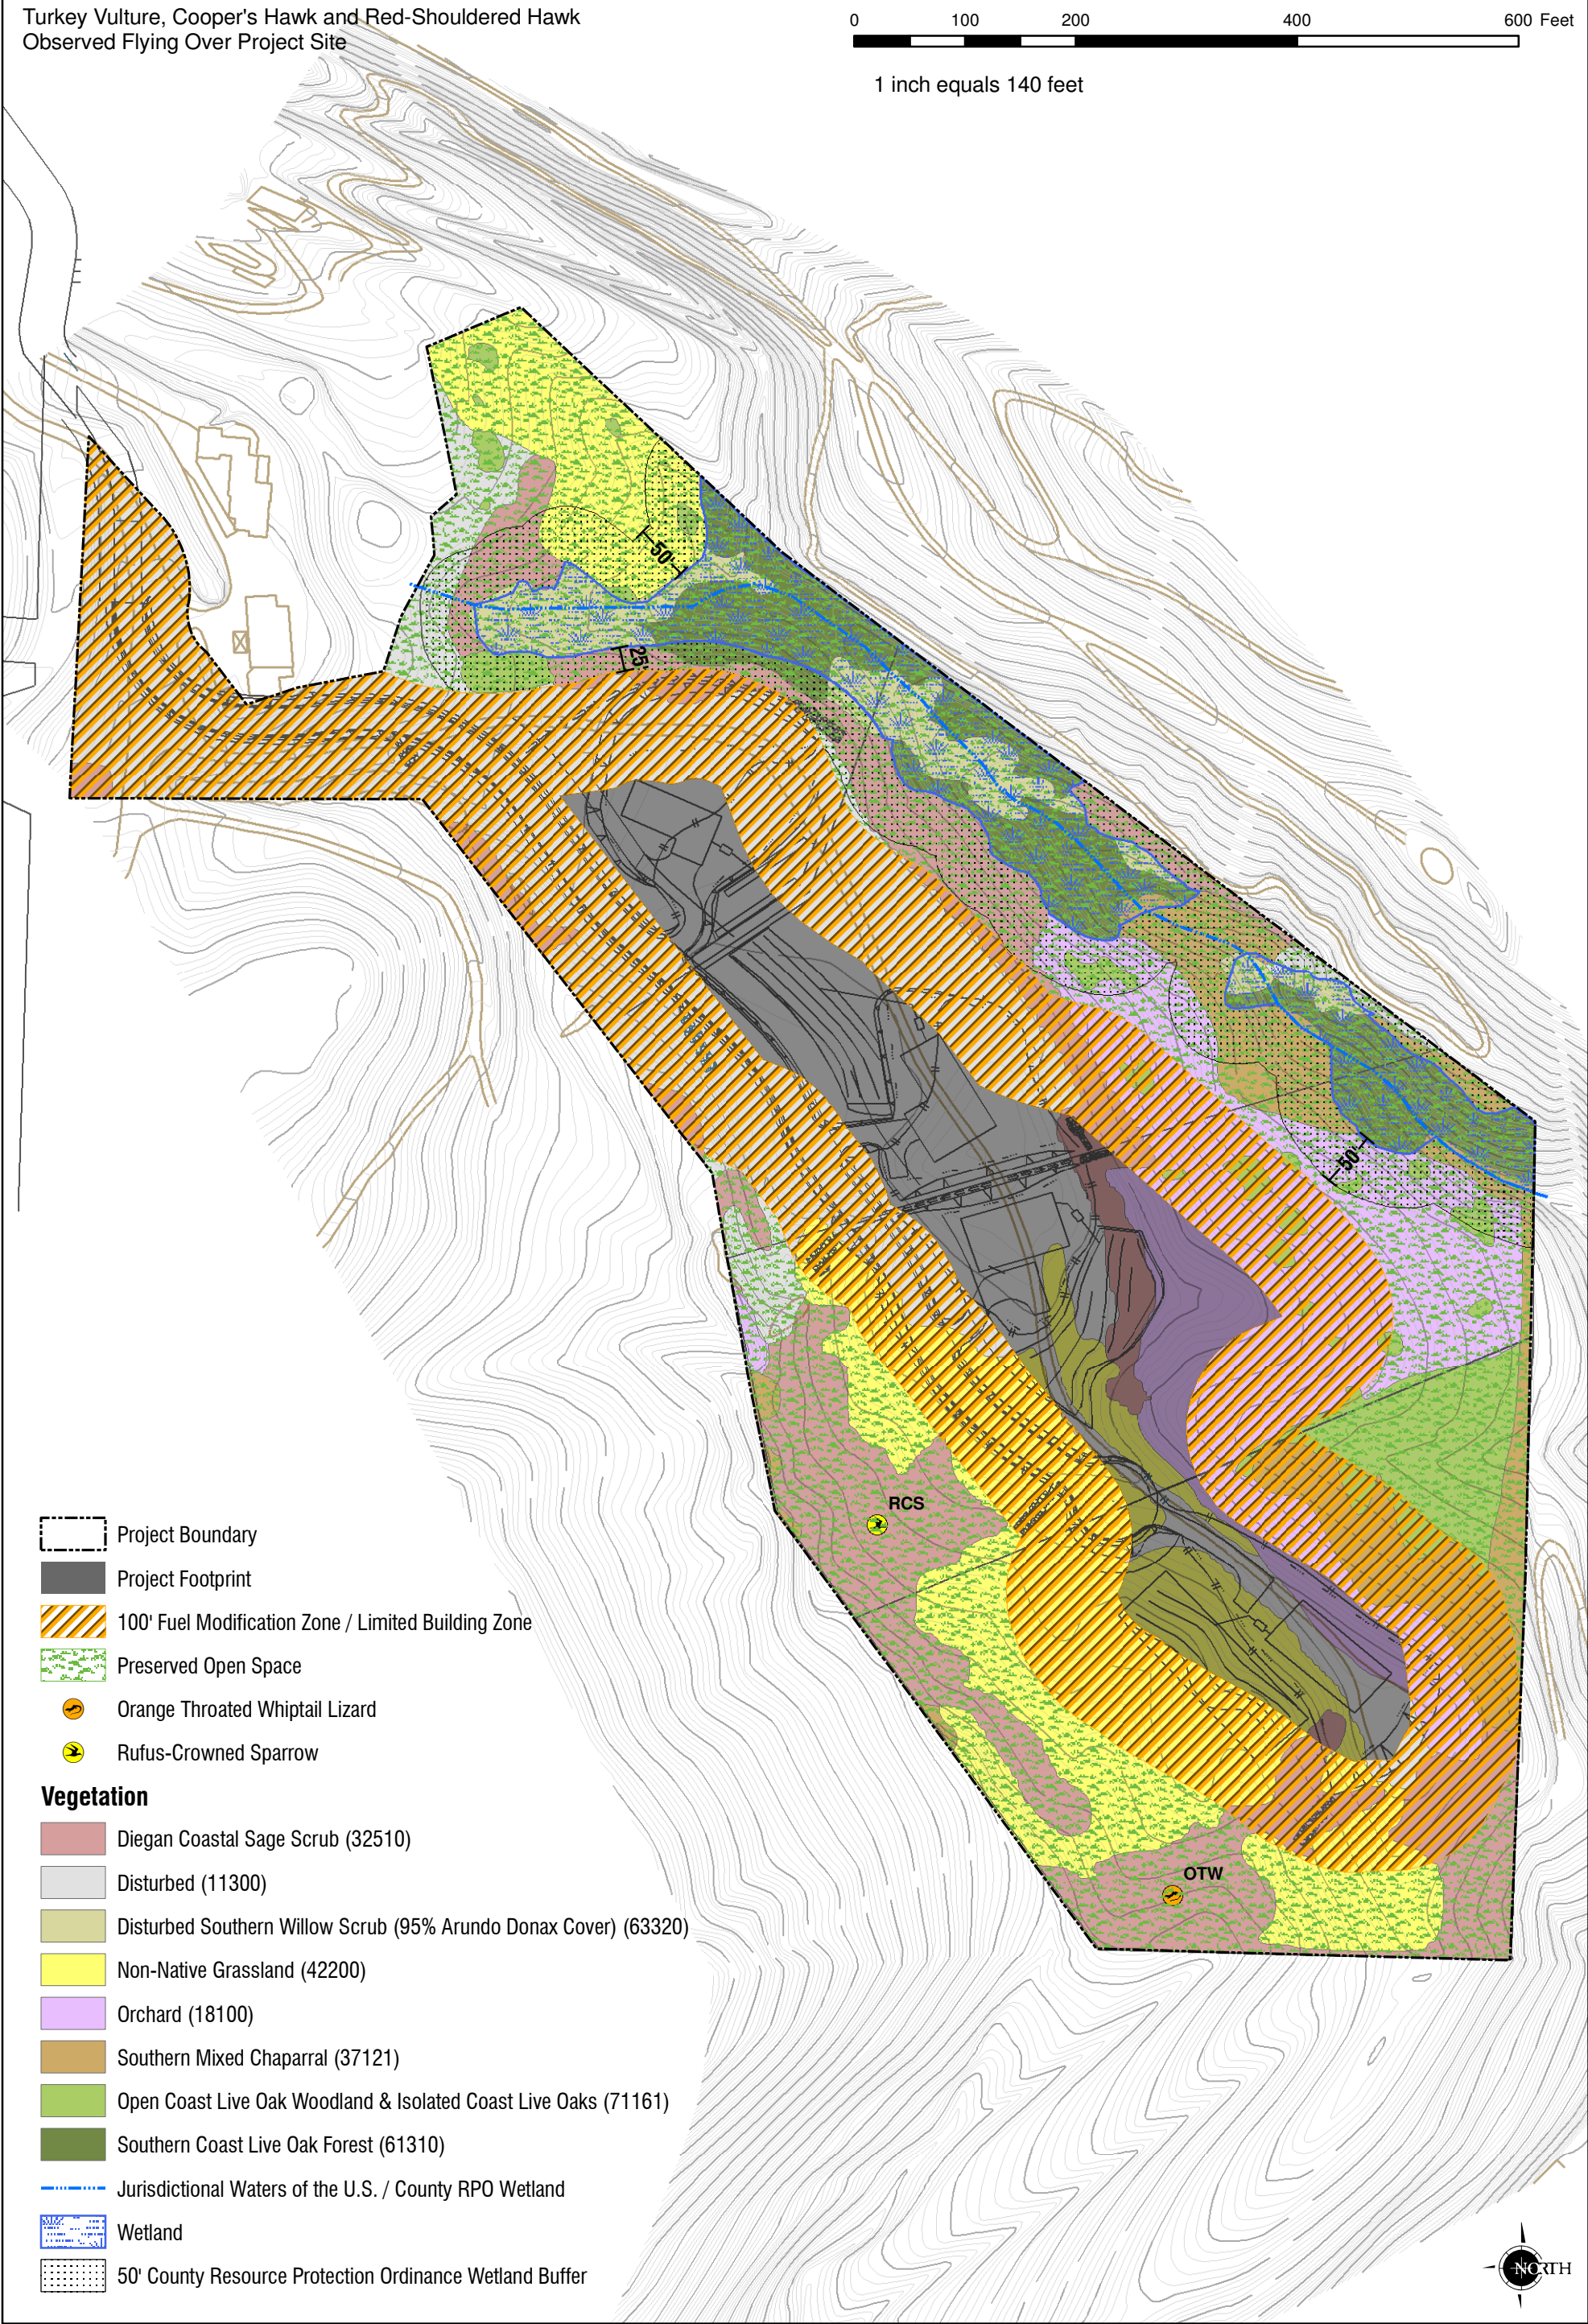 Turkey Vulture, Cooper's Hawk and Red-Shouldered Hawk
Observed Flying Over Project Site
0 100 200 400 600 Feet
1 inch equals 140 feet
50'
25'
50'
RCS
OTW
Project Boundary
Project Footprint
100' Fuel Modification Zone / Limited Building Zone
Preserved Open Space
Orange Throated Whiptail Lizard
Rufus-Crowned Sparrow
Vegetation
Diegan Coastal Sage Scrub (32510)
Disturbed (11300)
Disturbed Southern Willow Scrub (95% Arundo Donax Cover) (63320)
Non-Native Grassland (42200)
Orchard (18100)
Southern Mixed Chaparral (37121)
Open Coast Live Oak Woodland & Isolated Coast Live Oaks (71161)
Southern Coast Live Oak Forest (61310)
Jurisdictional Waters of the U.S. / County RPO Wetland
Wetland
50' County Resource Protection Ordinance Wetland Buffer
NORTH